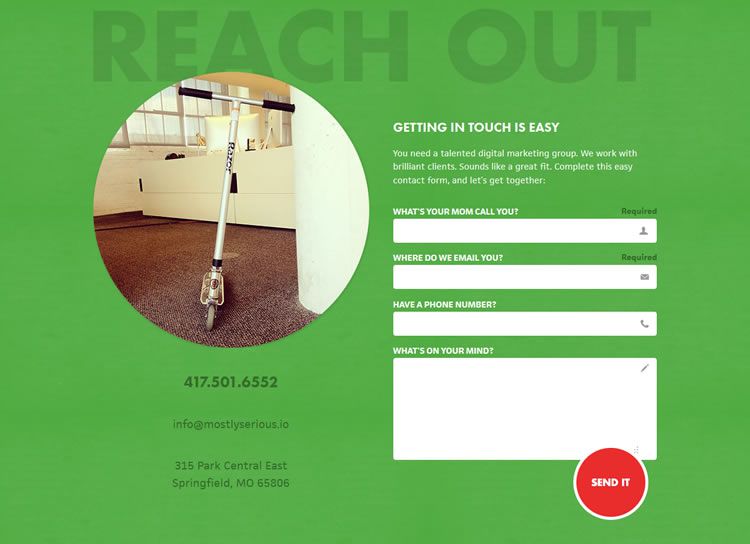 REACH OUT
Razor
417.501.6552
info@mostlyserious.io
315 Park Central East
Springfield, MO 65806
GETTING IN TOUCH IS EASY
You need a talented digital marketing group. We work with
brilliant clients. Sounds like a great fit. Complete this easy
contact form, and let's get together:
WHAT'S YOUR MOM CALL YOU? Required
WHERE DO WE EMAIL YOU? Required
HAVE A PHONE NUMBER?
WHAT'S ON YOUR MIND?
SEND IT